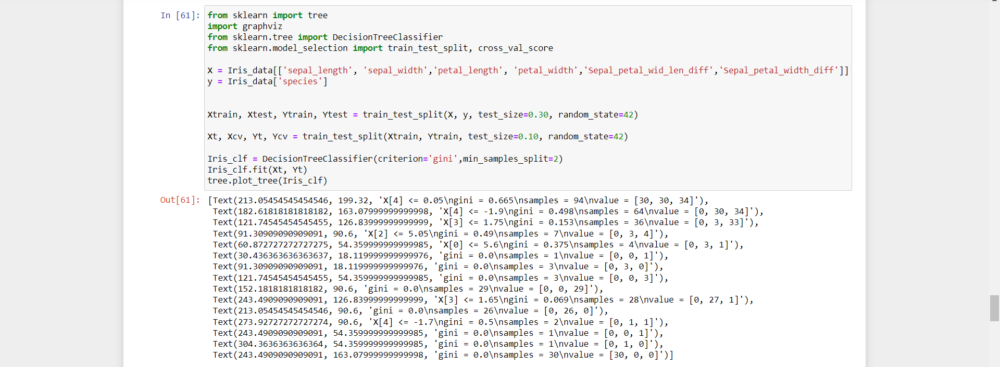 In [61]:
from sklearn import tree
import graphviz
from sklearn.tree import DecisionTreeClassifier
from sklearn.model_selection import train_test_split, cross_val_score
X = Iris_data[['sepal_length', 'sepal_width','petal_length', 'petal_width','Sepal_petal_wid_len_diff','Sepal_petal_width_diff']]
y = Iris_data['species']
Xtrain, Xtest, Ytrain, Ytest = train_test_split(X, y, test_size=0.30, random_state=42)
Xt, Xcv, Yt, Ycv = train_test_split(Xtrain, Ytrain, test_size=0.10, random_state=42)
Iris_clf = DecisionTreeClassifier(criterion='gini',min_samples_split=2)
Iris_clf.fit(Xt, Yt)
tree.plot_tree(Iris_clf)
Out[61]:
[Text(213.05454545454546, 199.32, 'X[4] <= 0.05\ngini = 0.665\nsamples = 94\nvalue = [30, 30, 34]'),
Text(182.61818181818182, 163.07999999999998, 'X[4] <= -1.9\ngini = 0.498\nsamples = 64\nvalue = [0, 30, 34]'),
Text(121.74545454545455, 126.83999999999999, 'X[3] <= 1.75\ngini = 0.153\nsamples = 36\nvalue = [0, 3, 33]'),
Text(91.30909090909091, 90.6, 'X[2] <= 5.05\ngini = 0.49\nsamples = 7\nvalue = [0, 3, 4]'),
Text(60.872727272727275, 54.359999999999985, 'X[0] <= 5.6\ngini = 0.375\nsamples = 4\nvalue = [0, 3, 1]'),
Text(30.436363636363637, 18.119999999999976, 'gini = 0.0\nsamples = 1\nvalue = [0, 0, 1]'),
Text(91.30909090909091, 18.119999999999976, 'gini = 0.0\nsamples = 3\nvalue = [0, 3, 0]'),
Text(121.74545454545455, 54.359999999999985, 'gini = 0.0\nsamples = 3\nvalue = [0, 0, 3]'),
Text(152.1818181818182, 90.6, 'gini = 0.0\nsamples = 29\nvalue = [0, 0, 29]'),
Text(243.4909090909091, 126.83999999999999, 'X[3] <= 1.65\ngini = 0.069\nsamples = 28\nvalue = [0, 27, 1]'),
Text(213.05454545454546, 90.6, 'gini = 0.0\nsamples = 26\nvalue = [0, 26, 0]'),
Text(273.92727272727274, 90.6, 'X[4] <= -1.7\ngini = 0.5\nsamples = 2\nvalue = [0, 1, 1]'),
Text(243.4909090909091, 54.359999999999985, 'gini = 0.0\nsamples = 1\nvalue = [0, 0, 1]'),
Text(304.3636363636364, 54.359999999999985, 'gini = 0.0\nsamples = 1\nvalue = [0, 1, 0]'),
Text(243.4909090909091, 163.07999999999998, 'gini = 0.0\nsamples = 30\nvalue = [30, 0, 0]')]